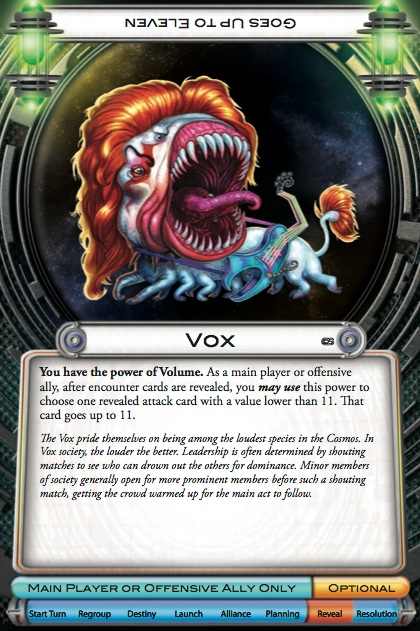 Goes Up to Eleven
Vox
CS
You have the power of Volume. As a main player or offensive
ally, after encounter cards are revealed, you may use this power to
choose one revealed attack card with a value lower than 11. That
card goes up to 11.
The Vox pride themselves on being among the loudest species in the Cosmos. In
Vox society, the louder the better. Leadership is often determined by shouting
matches to see who can drown out the others for dominance. Minor members
of society generally open for more prominent members before such a shouting
match, getting the crowd warmed up for the main act to follow.
Main Player or Offensive Ally Only
Optional
Start Turn Regroup Destiny Launch Alliance Planning Reveal Resolution